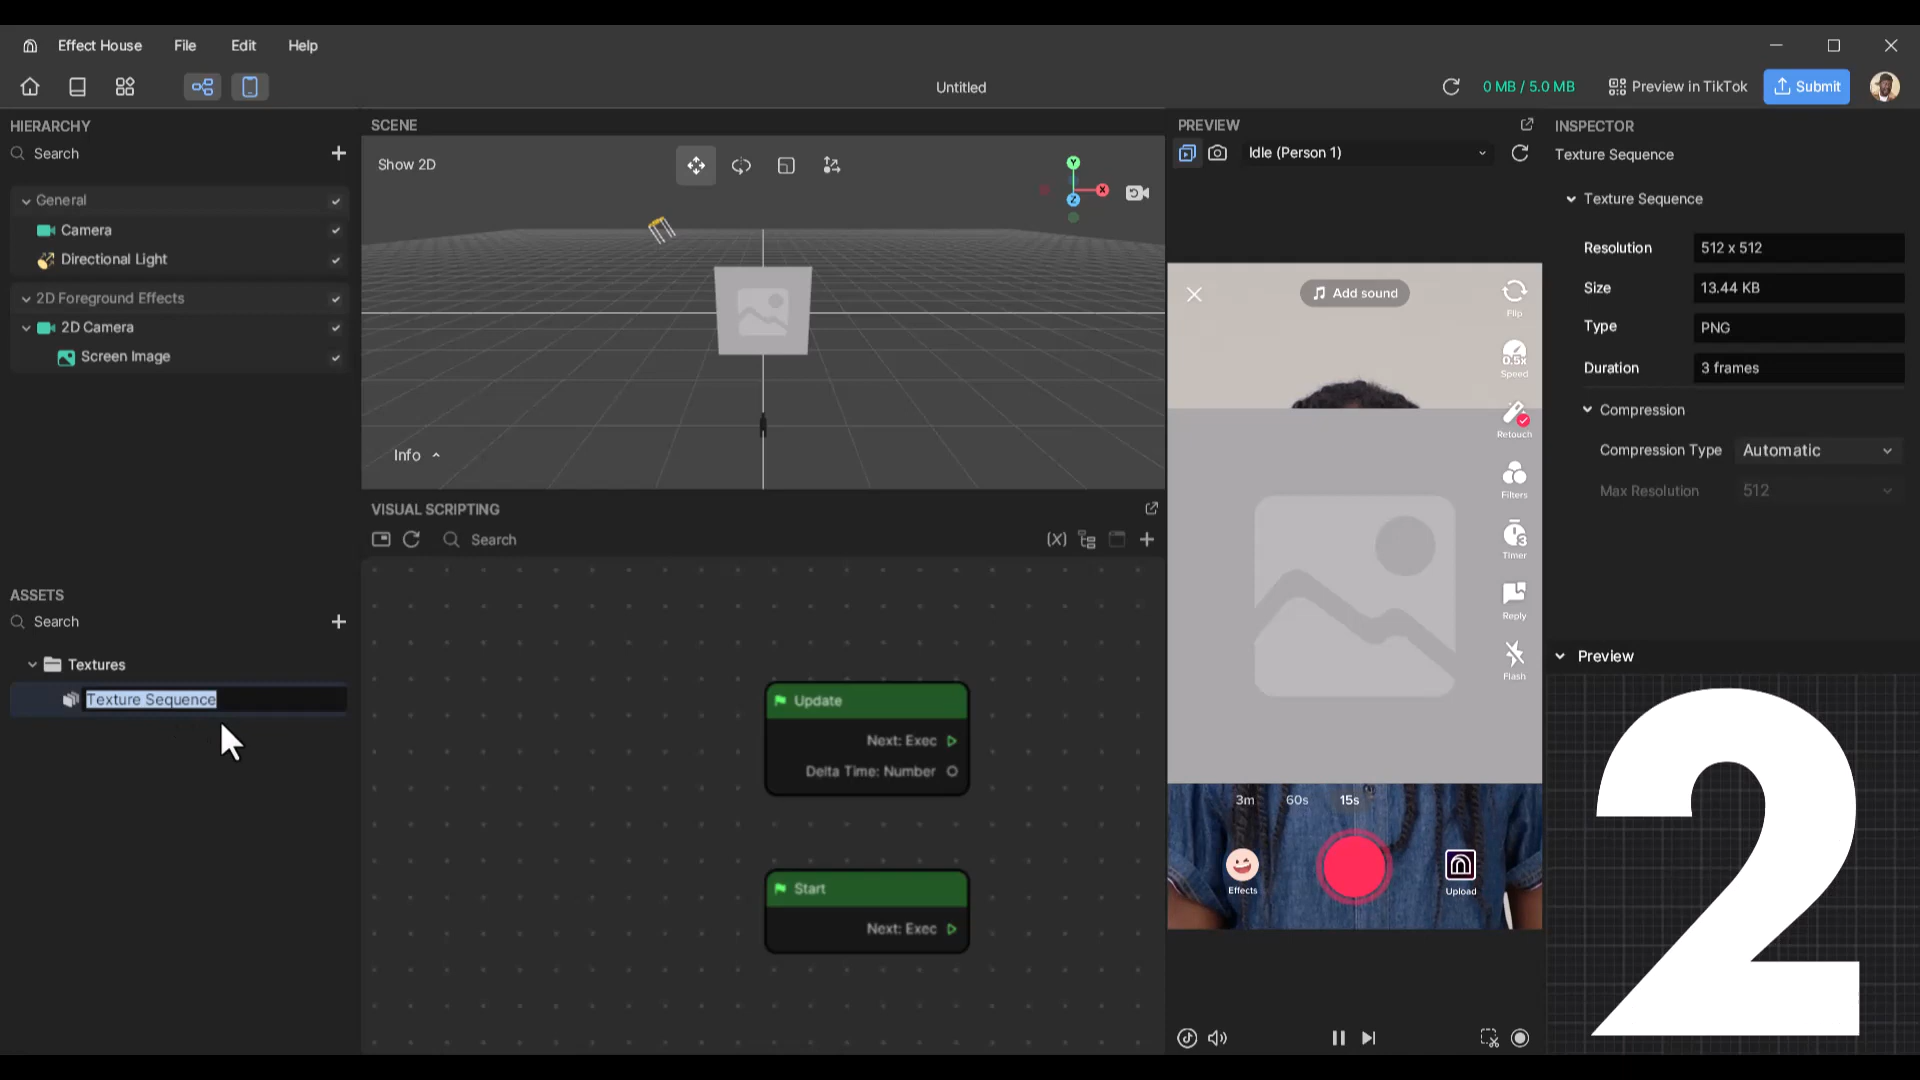 Effect House File Edit Help
Untitled
0 MB / 5.0 MB
Preview in TikTok
Submit
HIERARCHY
Search
General
Camera
Directional Light
2D Foreground Effects
2D Camera
Screen Image
ASSETS
Search
Textures
Texture Sequence
SCENE
Show 2D
Y
X
Z
Info
VISUAL SCRIPTING
Search
(X)
Update
Next: Exec
Delta Time: Number
Start
Next: Exec
PREVIEW
Idle (Person 1)
Add sound
Flip
0.5x
Speed
Retouch
Filters
3
Timer
Reply
Flash
3m 60s 15s
Effects
Upload
INSPECTOR
Texture Sequence
Texture Sequence
Resolution 512 x 512
Size 13.44 KB
Type PNG
Duration 3 frames
Compression
Compression Type Automatic
Max Resolution 512
Preview
2